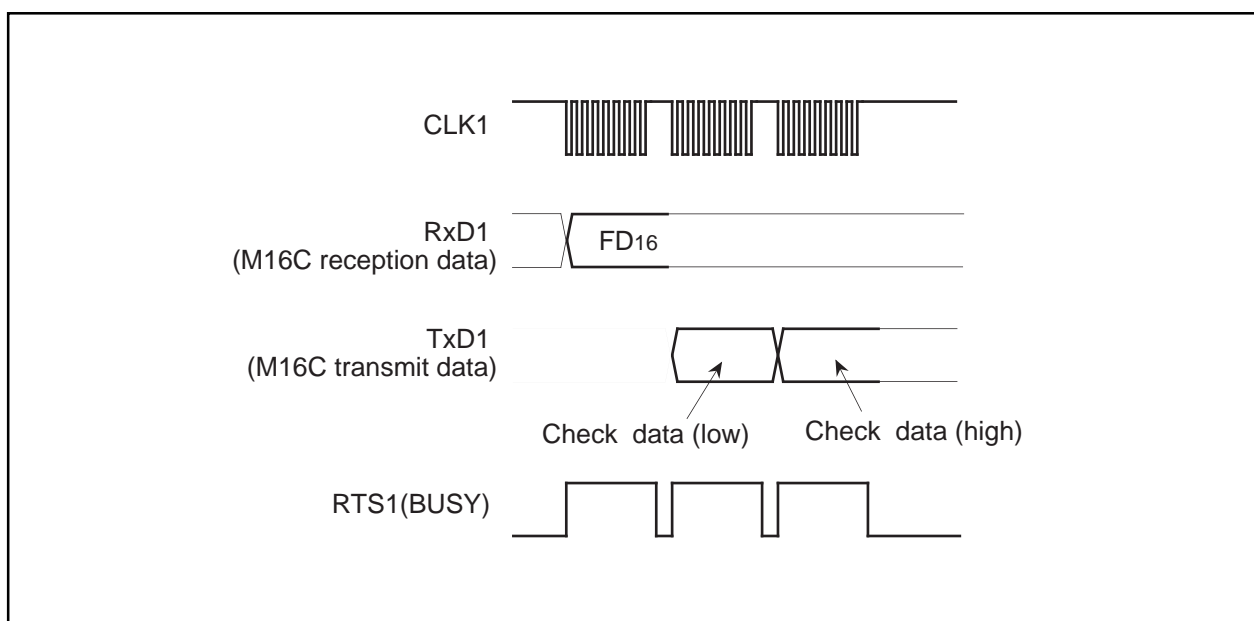 CLK1
RxD1
(M16C reception data)
FD16
TxD1
(M16C transmit data)
Check data (low)
Check data (high)
RTS1(BUSY)